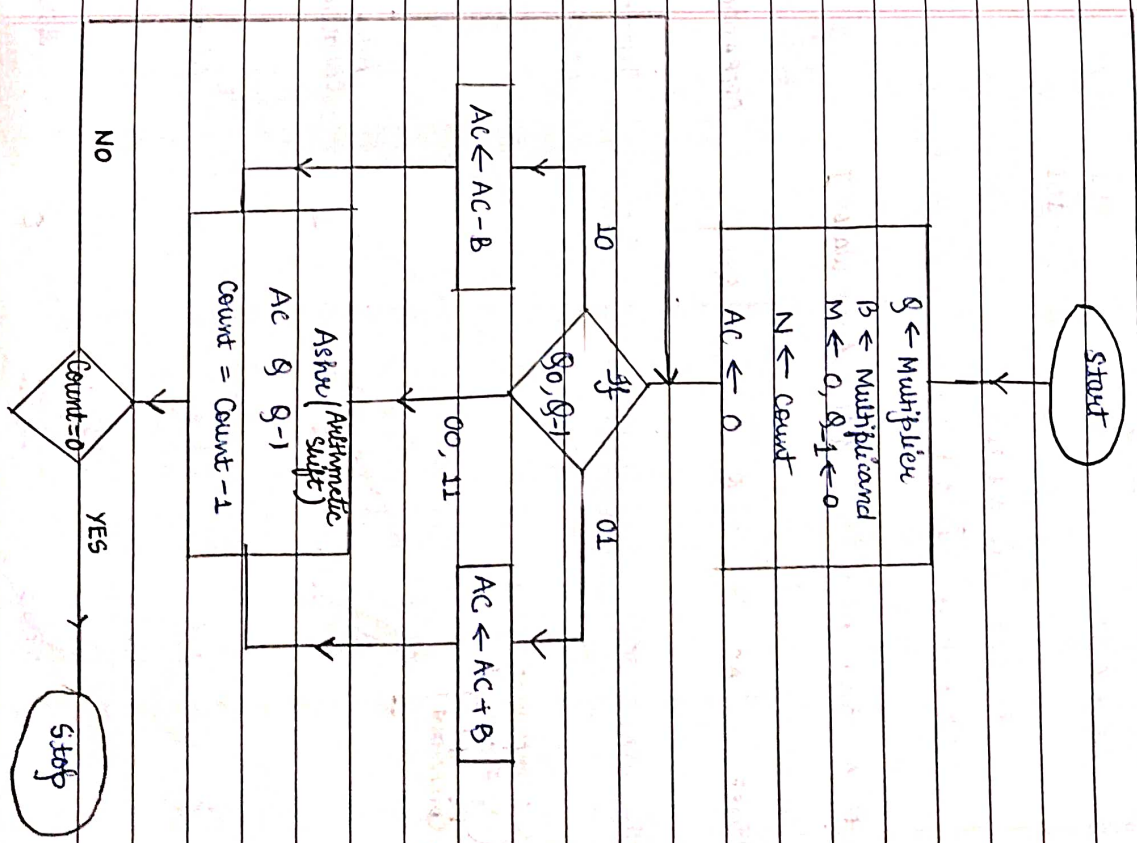 Start
Q ← Multiplier
B ← Multiplicand
M ← 0, Q-1 ← 0
N ← Count
AC ← 0
If
Q0, Q-1
10
01
AC ← AC-B
00, 11
AC ← AC+B
Ashr (Arithmetic
shift)
AC Q Q-1
Count = Count -1
Count=0
NO
YES
Stop